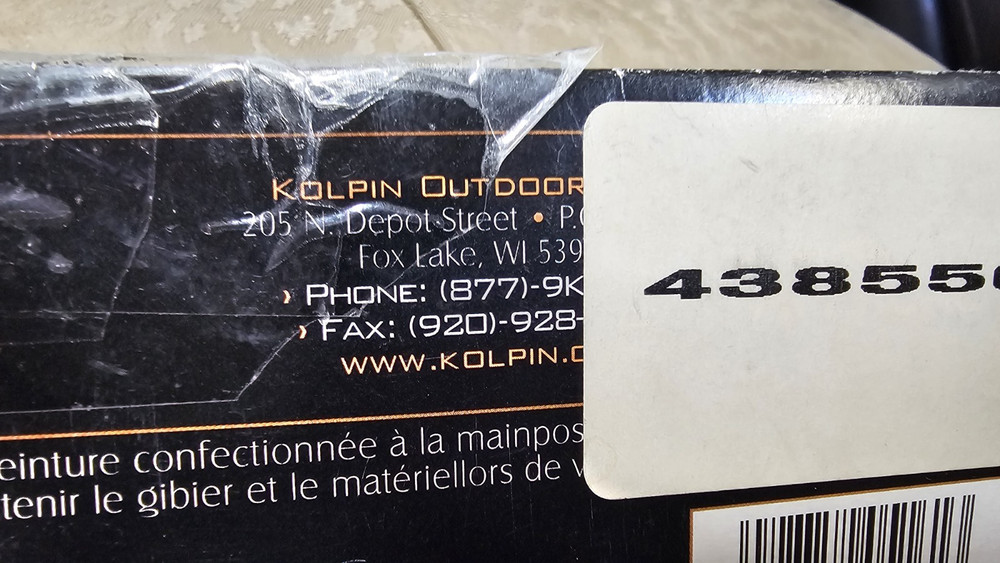 KOLPIN OUTDOOR
205 N. Depot Street • P.
Fox Lake, WI 539
› PHONE: (877)-9K
› FAX: (920)-928-
WWW.KOLPIN.
43855
einture confectionnée à la mainpos
tenir le gibier et le matériellors de v